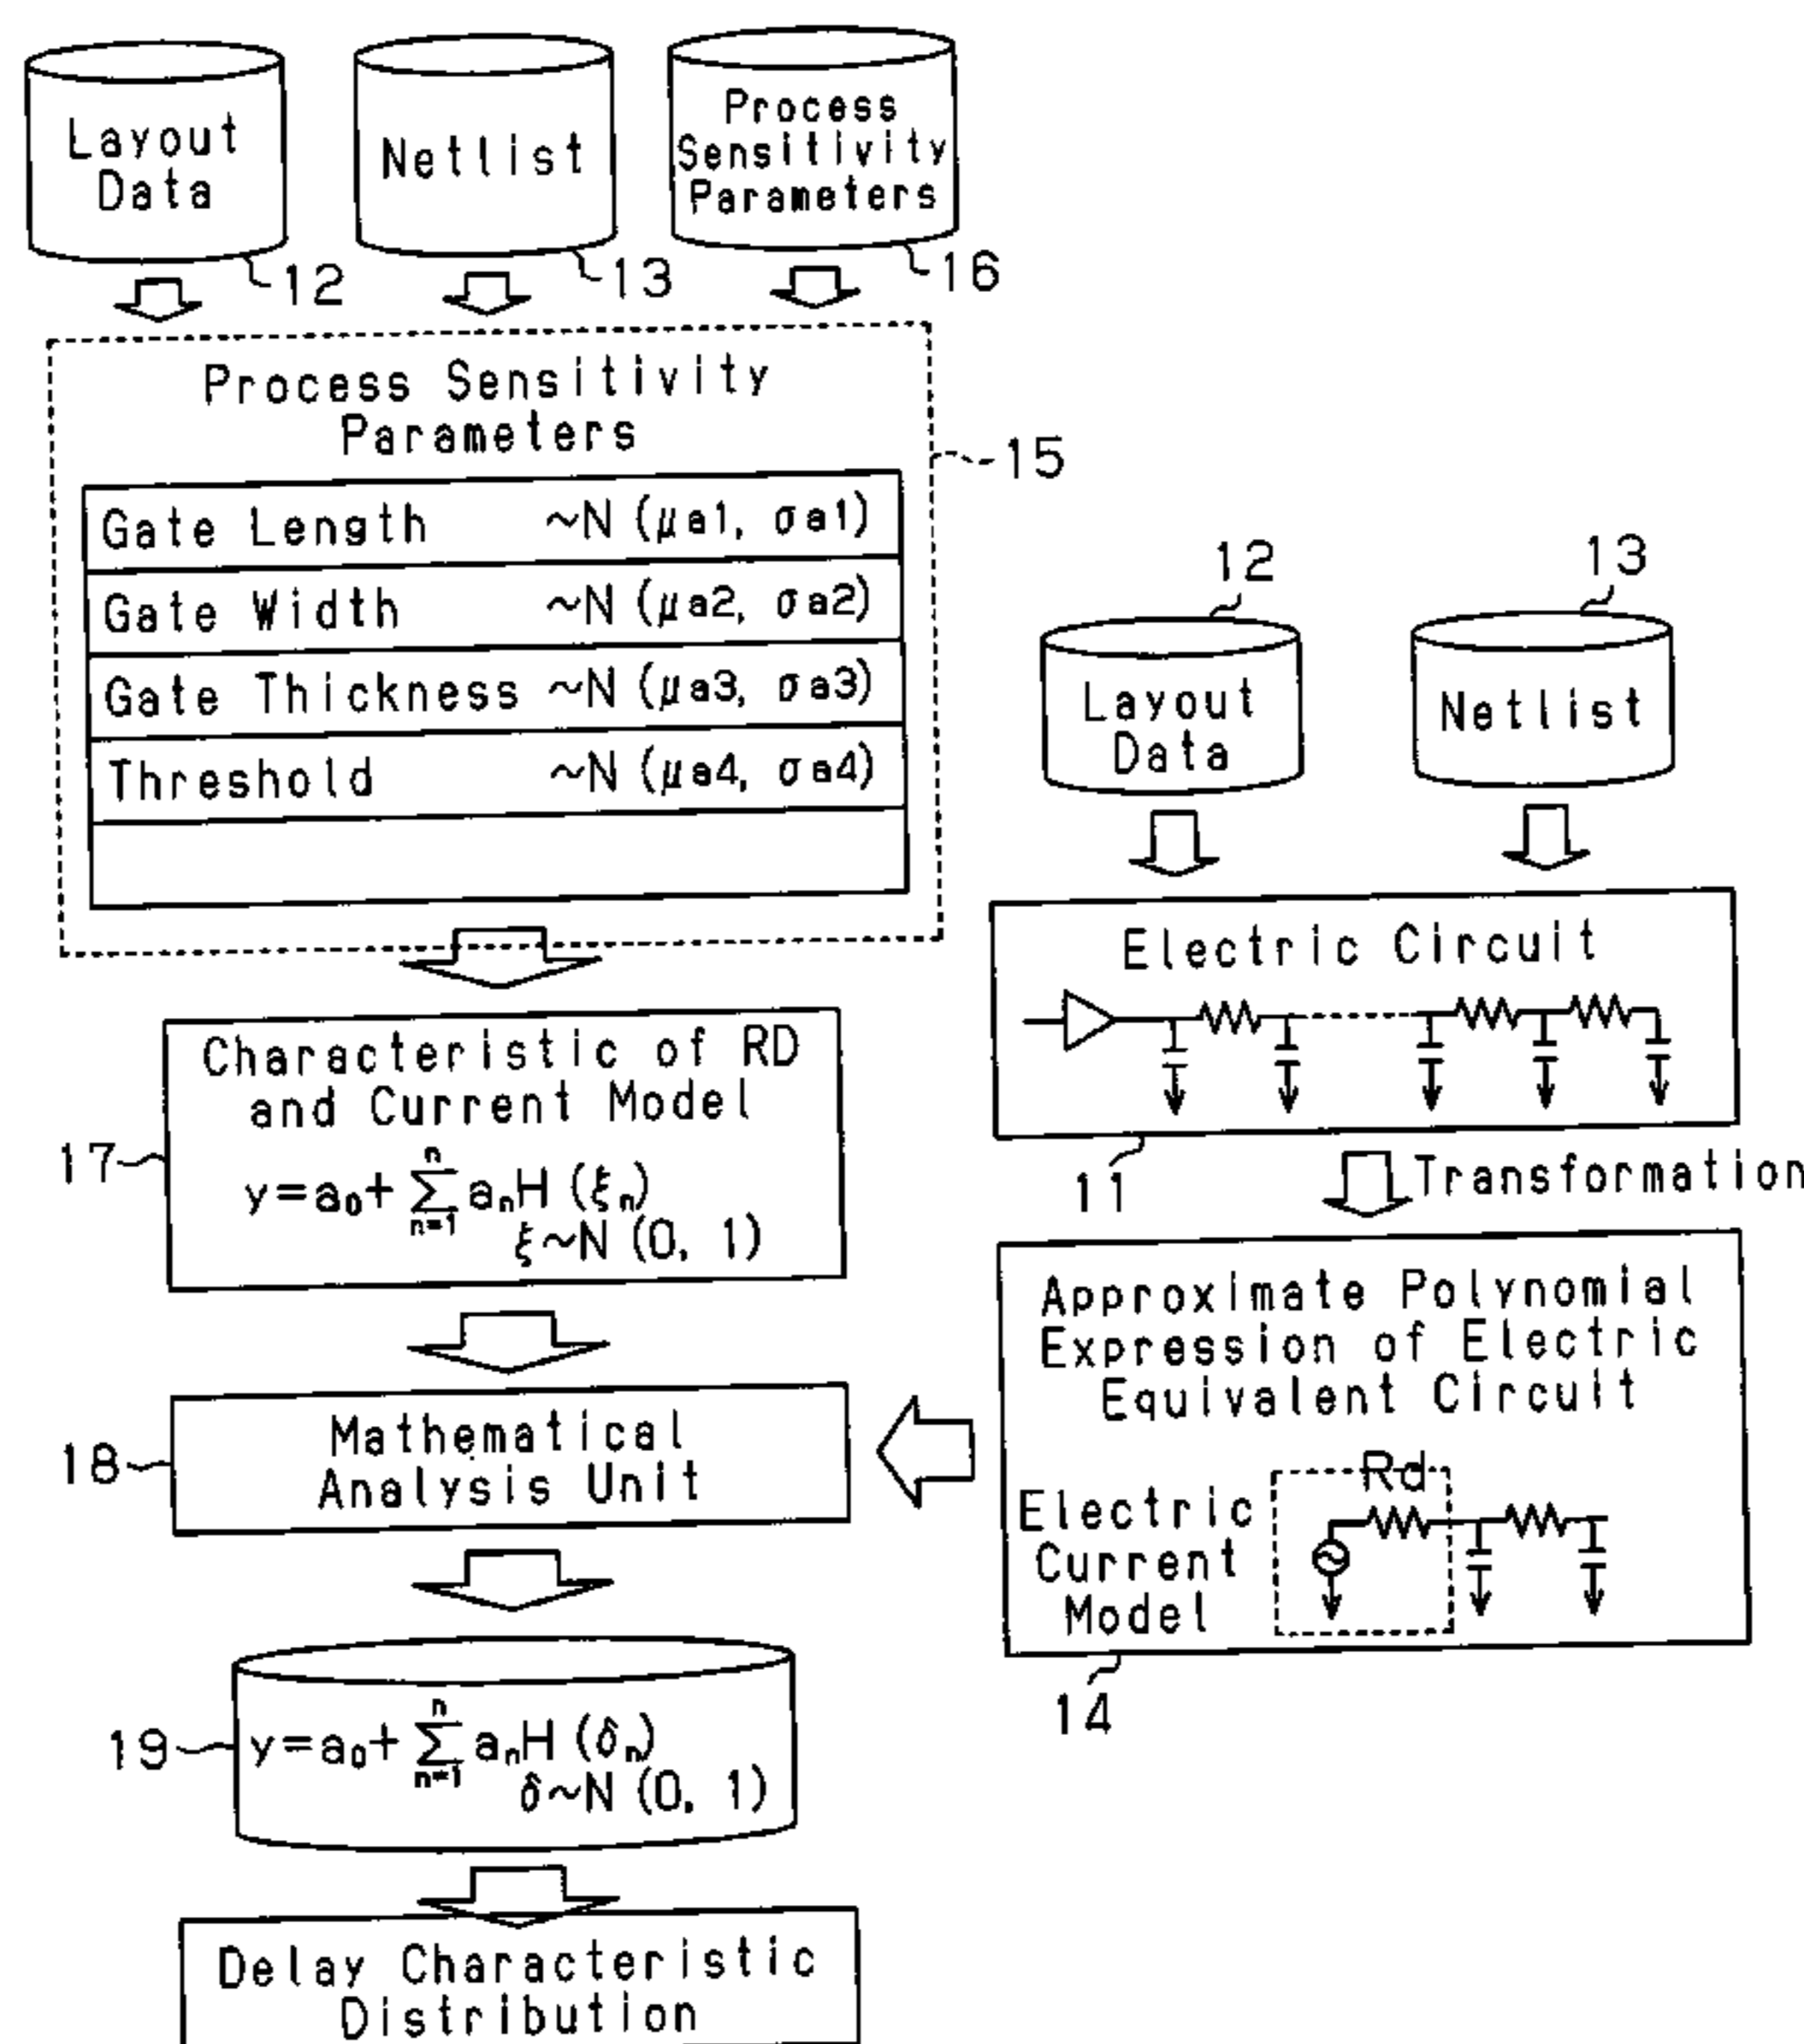 Layout
Data
12
Netlist
13
Process
Sensitivity
Parameters
16
Process Sensitivity
Parameters
15
Gate Length ~N (μa1, σa1)
Gate Width ~N (μa2, σa2)
Gate Thickness ~N (μa3, σa3)
Threshold ~N (μa4, σa4)
12
Layout
Data
13
Netlist
Electric Circuit
11
Transformation
Characteristic of RD
and Current Model
17
y=a₀+ n∑n=1 aₙH (ξₙ)
ξ~N (0, 1)
Approximate Polynomial
Expression of Electric
Equivalent Circuit
Rd
Electric
Current
Model
14
18
Mathematical
Analysis Unit
19
y=a₀+ n∑n=1 aₙH (δₙ)
δ~N (0, 1)
Delay Characteristic
Distribution